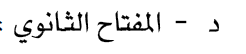 د - المفتاح الثانوي :